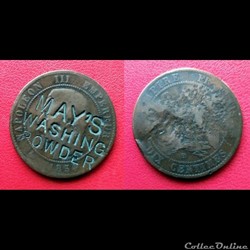 NAPOLEON III EMPEREUR
MAY'S
WASHING
POWDER
EMPIRE FRANÇAIS
DIX CENTIMES
CollecOnline